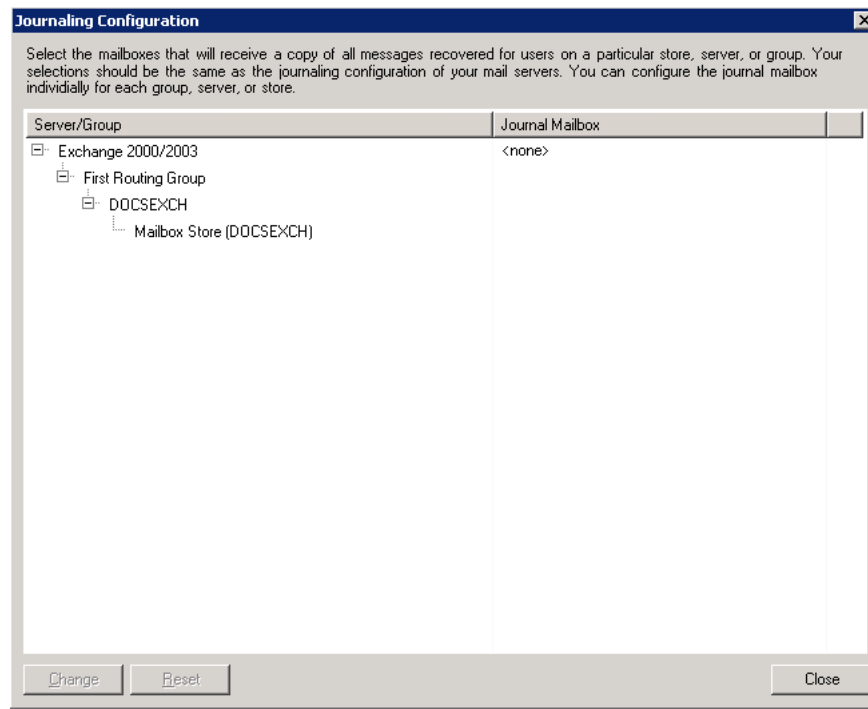 Journaling Configuration
Select the mailboxes that will receive a copy of all messages recovered for users on a particular store, server, or group. Your
selections should be the same as the journaling configuration of your mail servers. You can configure the journal mailbox
individially for each group, server, or store.
Server/Group Journal Mailbox
Exchange 2000/2003 <none>
First Routing Group
DOCSEXCH
Mailbox Store (DOCSEXCH)
Change Reset Close